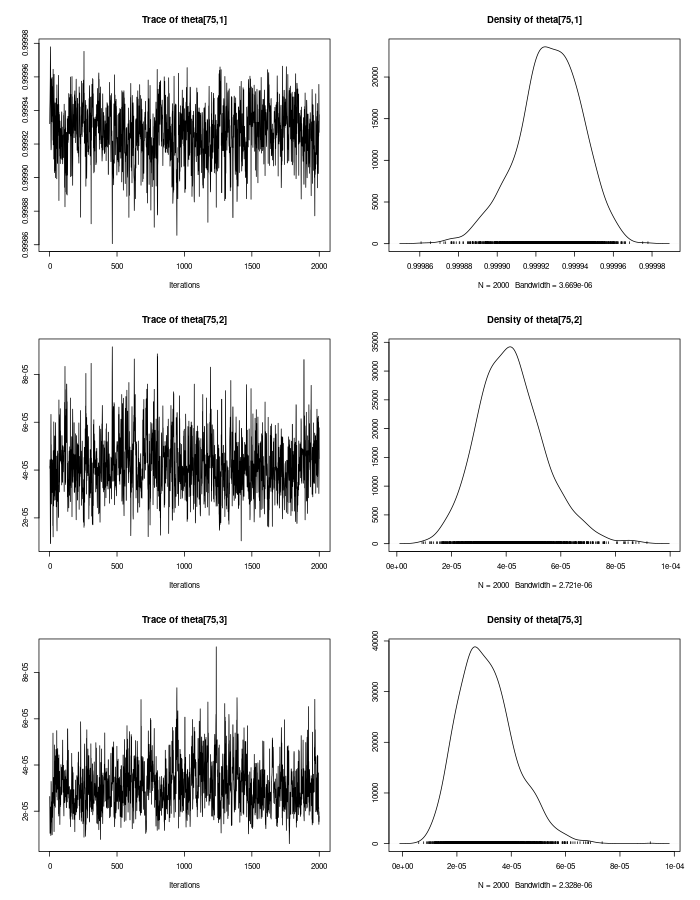 Trace of theta[75,1]
0.99986 0.99988 0.99990 0.99992 0.99994 0.99996 0.99998
0 500 1000 1500 2000
Iterations
Density of theta[75,1]
0 5000 10000 15000 20000
0.99986 0.99988 0.99990 0.99992 0.99994 0.99996 0.99998
N = 2000 Bandwidth = 3.669e-06
Trace of theta[75,2]
2e-05 4e-05 6e-05 8e-05
0 500 1000 1500 2000
Iterations
Density of theta[75,2]
0 5000 10000 15000 20000 25000 30000 35000
0e+00 2e-05 4e-05 6e-05 8e-05 1e-04
N = 2000 Bandwidth = 2.721e-06
Trace of theta[75,3]
2e-05 4e-05 6e-05 8e-05
0 500 1000 1500 2000
Iterations
Density of theta[75,3]
0 10000 20000 30000 40000
0e+00 2e-05 4e-05 6e-05 8e-05 1e-04
N = 2000 Bandwidth = 2.328e-06